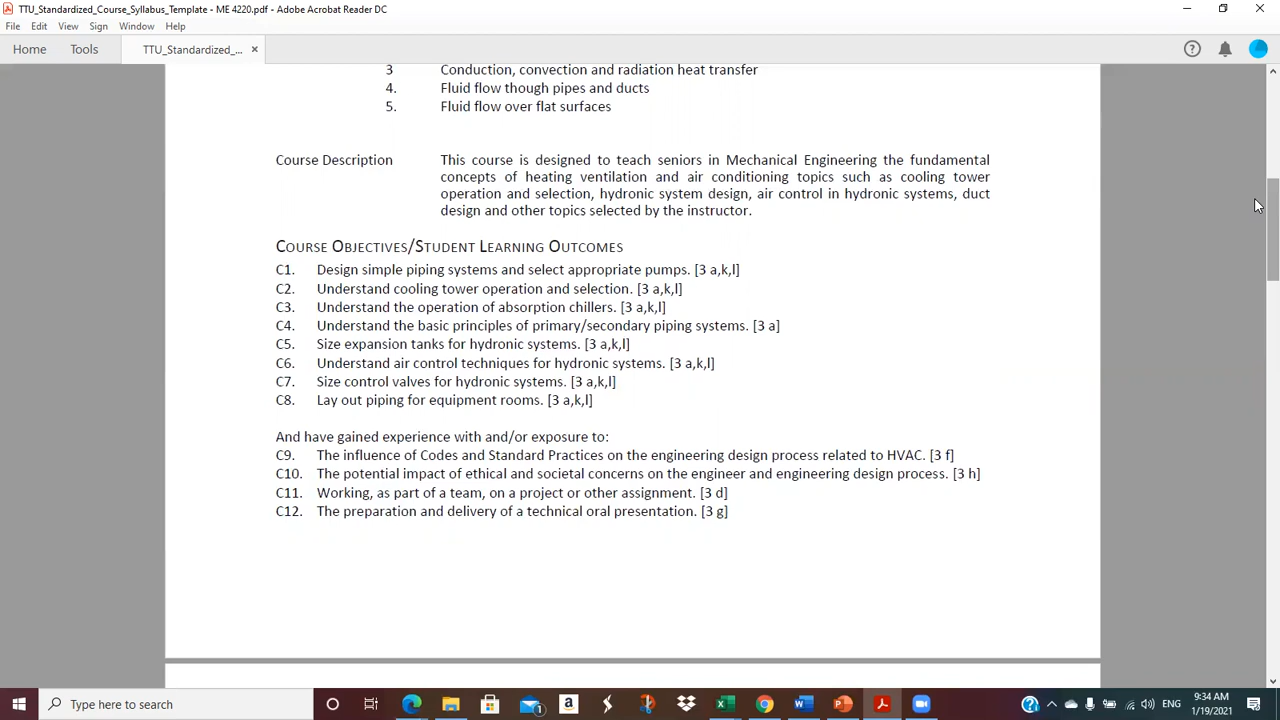 TTU_Standardized_Course_Syllabus_Template - ME 4220.pdf - Adobe Acrobat Reader DC
File Edit View Sign Window Help
Home Tools TTU_Standardized_... ×
3 Conduction, convection and radiation heat transfer
4. Fluid flow though pipes and ducts
5. Fluid flow over flat surfaces
Course Description This course is designed to teach seniors in Mechanical Engineering the fundamental
concepts of heating ventilation and air conditioning topics such as cooling tower
operation and selection, hydronic system design, air control in hydronic systems, duct
design and other topics selected by the instructor.
COURSE OBJECTIVES/STUDENT LEARNING OUTCOMES
C1. Design simple piping systems and select appropriate pumps. [3 a,k,l]
C2. Understand cooling tower operation and selection. [3 a,k,l]
C3. Understand the operation of absorption chillers. [3 a,k,l]
C4. Understand the basic principles of primary/secondary piping systems. [3 a]
C5. Size expansion tanks for hydronic systems. [3 a,k,l]
C6. Understand air control techniques for hydronic systems. [3 a,k,l]
C7. Size control valves for hydronic systems. [3 a,k,l]
C8. Lay out piping for equipment rooms. [3 a,k,l]
And have gained experience with and/or exposure to:
C9. The influence of Codes and Standard Practices on the engineering design process related to HVAC. [3 f]
C10. The potential impact of ethical and societal concerns on the engineer and engineering design process. [3 h]
C11. Working, as part of a team, on a project or other assignment. [3 d]
C12. The preparation and delivery of a technical oral presentation. [3 g]
Type here to search
ENG
9:34 AM
1/19/2021